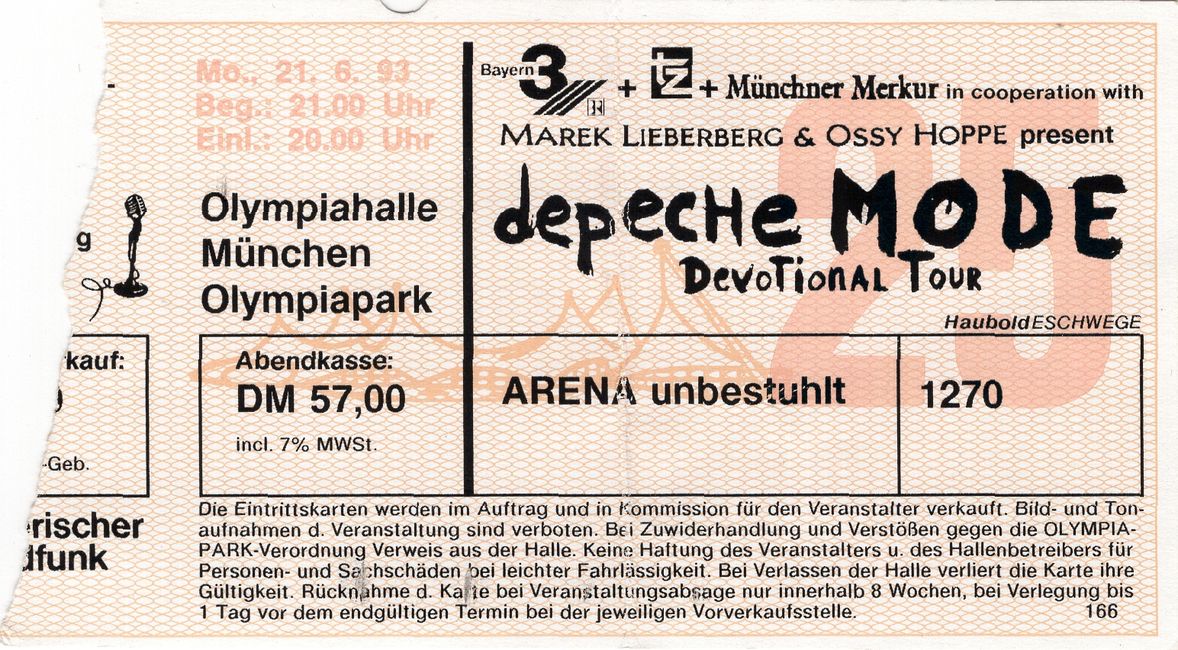 Mo., 21. 6. 93
Beg.: 21.00 Uhr
Einl.: 20.00 Uhr
Bayern 3 + tz + Münchner Merkur in cooperation with
MAREK LIEBERBERG & OSSY HOPPE present
depeche MODE
DEVOTIONAL TOUR
25
Olympiahalle
München
Olympiapark
g
HauboldESCHWEGE
kauf:
-Geb.
rischer
dfunk
Abendkasse:
DM 57,00
incl. 7% MWSt.
ARENA unbestuhlt
1270
Die Eintrittskarten werden im Auftrag und in Kommission für den Veranstalter verkauft. Bild- und Ton-
aufnahmen d. Veranstaltung sind verboten. Bei Zuwiderhandlung und Verstößen gegen die OLYMPIA-
PARK-Verordnung Verweis aus der Halle. Keine Haftung des Veranstalters u. des Hallenbetreibers für
Personen- und Sachschäden bei leichter Fahrlässigkeit. Bei Verlassen der Halle verliert die Karte ihre
Gültigkeit. Rücknahme d. Karte bei Veranstaltungsabsage nur innerhalb 8 Wochen, bei Verlegung bis
1 Tag vor dem endgültigen Termin bei der jeweiligen Vorverkaufsstelle. 166